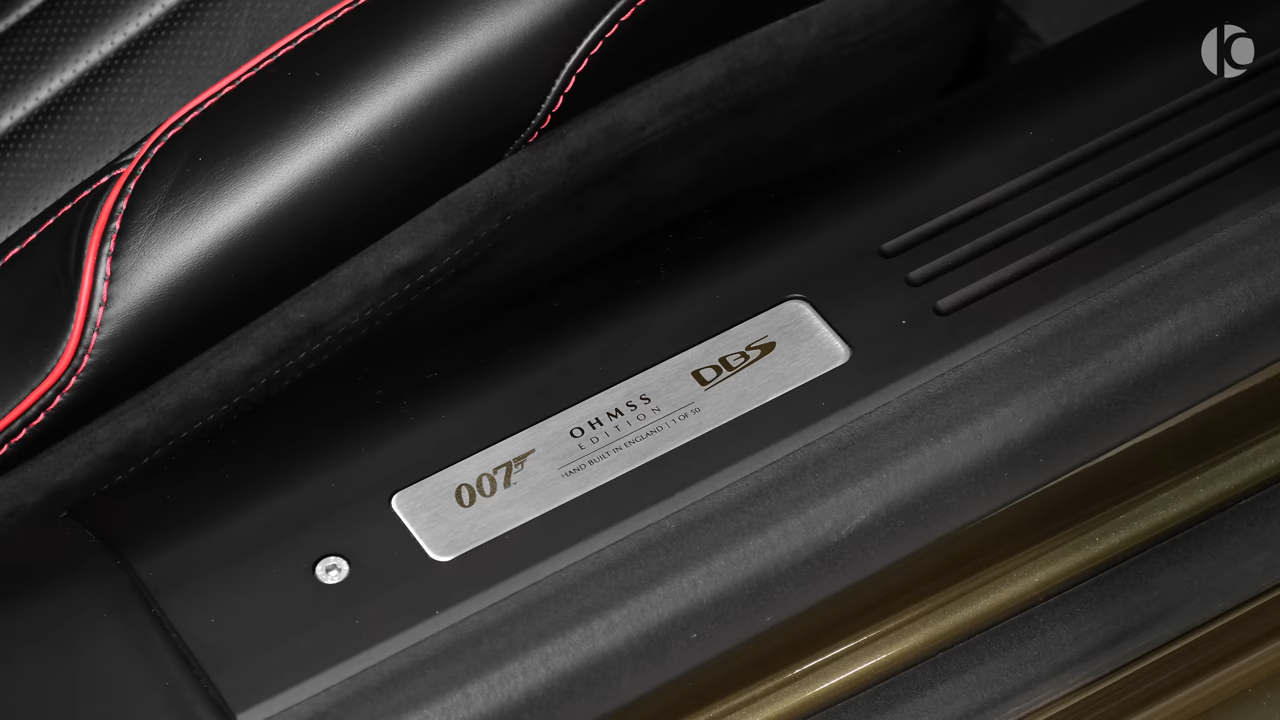 007
OHMSS
EDITION
HAND BUILT IN ENGLAND | 1 OF 50
DBS